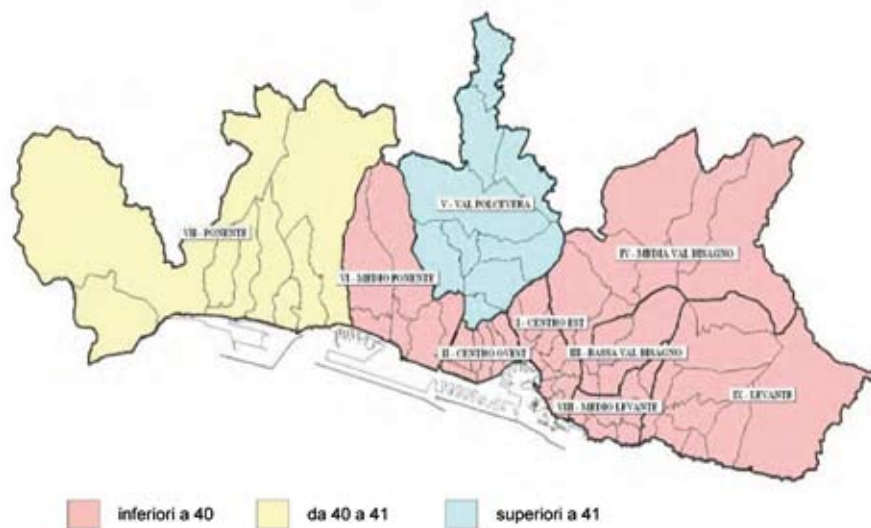 V - VAL POLCEVERA
IV - MEDIA VAL BISAGNO
VII - PONENTE
VI - MEDIO PONENTE
I - CENTRO EST
II - CENTRO OVEST
III - BASSA VAL BISAGNO
IX - LEVANTE
VIII - MEDIO LEVANTE
inferiori a 40 da 40 a 41 superiori a 41